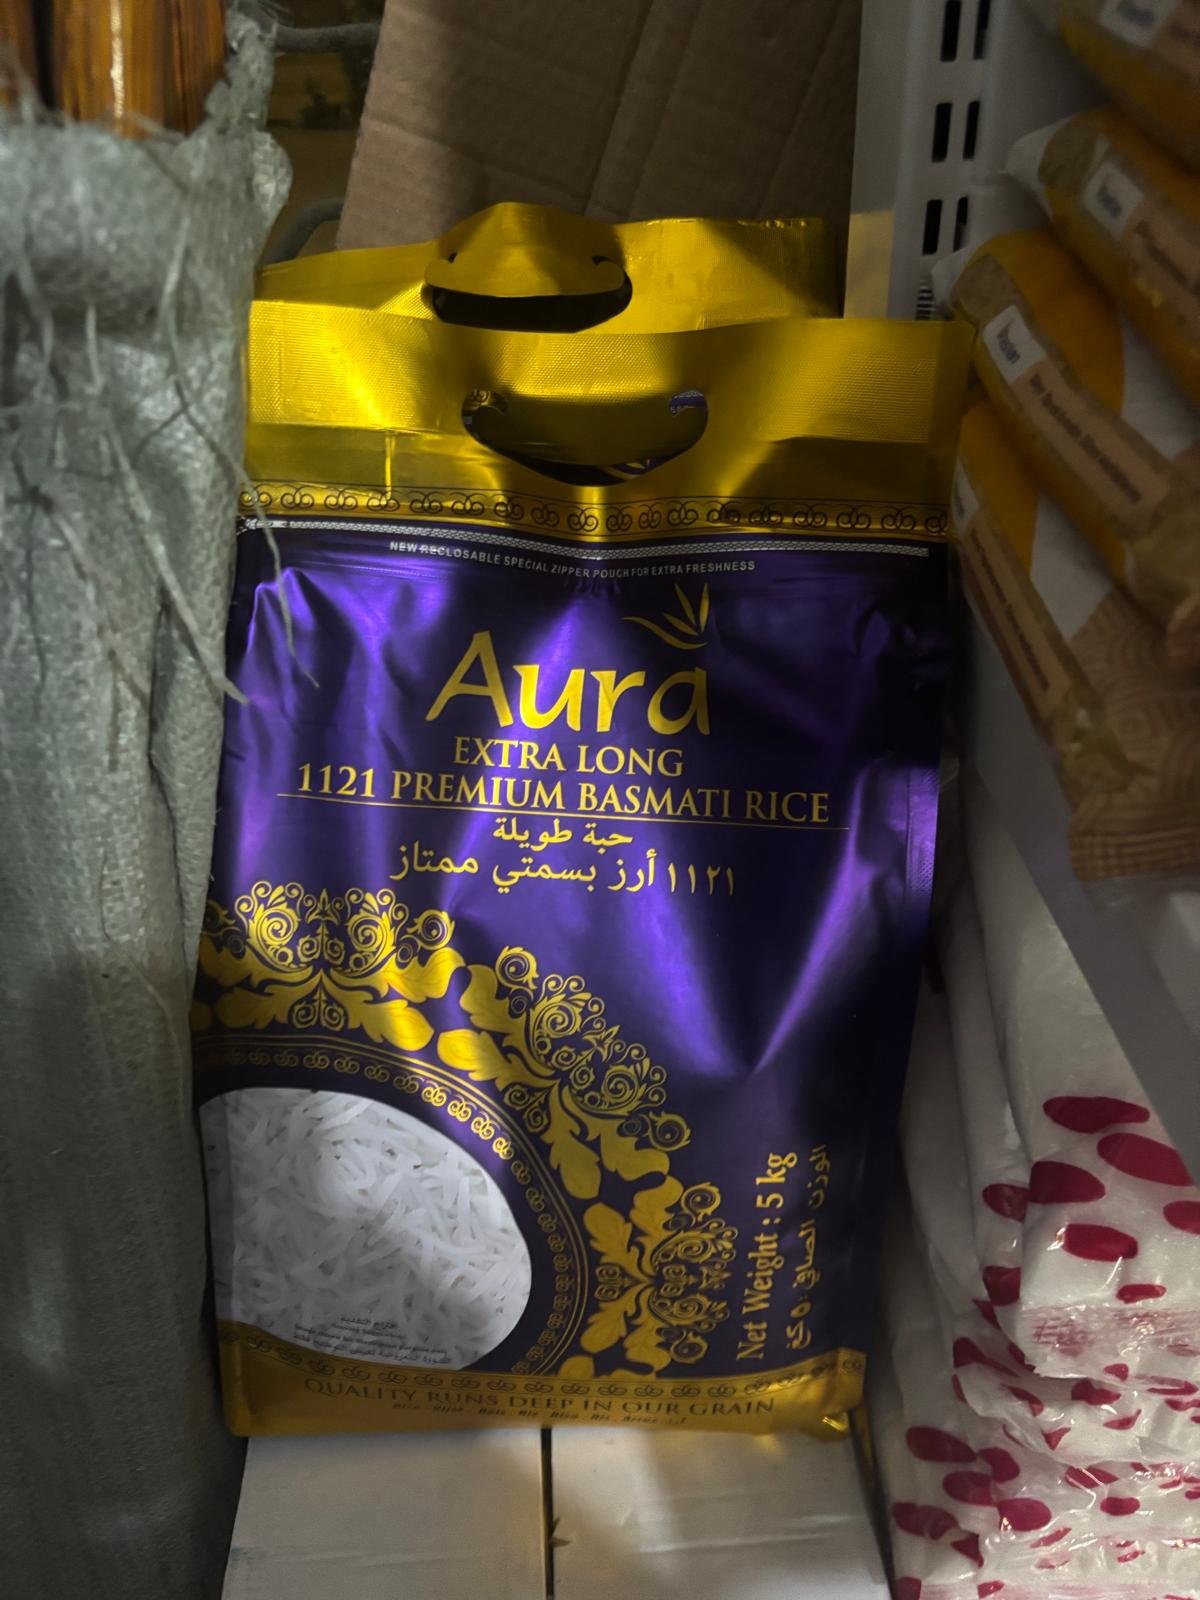 NEW RECLOSABLE SPECIAL ZIPPER POUCH FOR EXTRA FRESHNESS
Aura
EXTRA LONG
1121 PREMIUM BASMATI RICE
حبة طويلة
١١٢١ أرز بسمتي ممتاز
Net Weight : 5 kg
الوزن الصافي : ٥ كغ
QUALITY RUNS DEEP IN OUR GRAIN